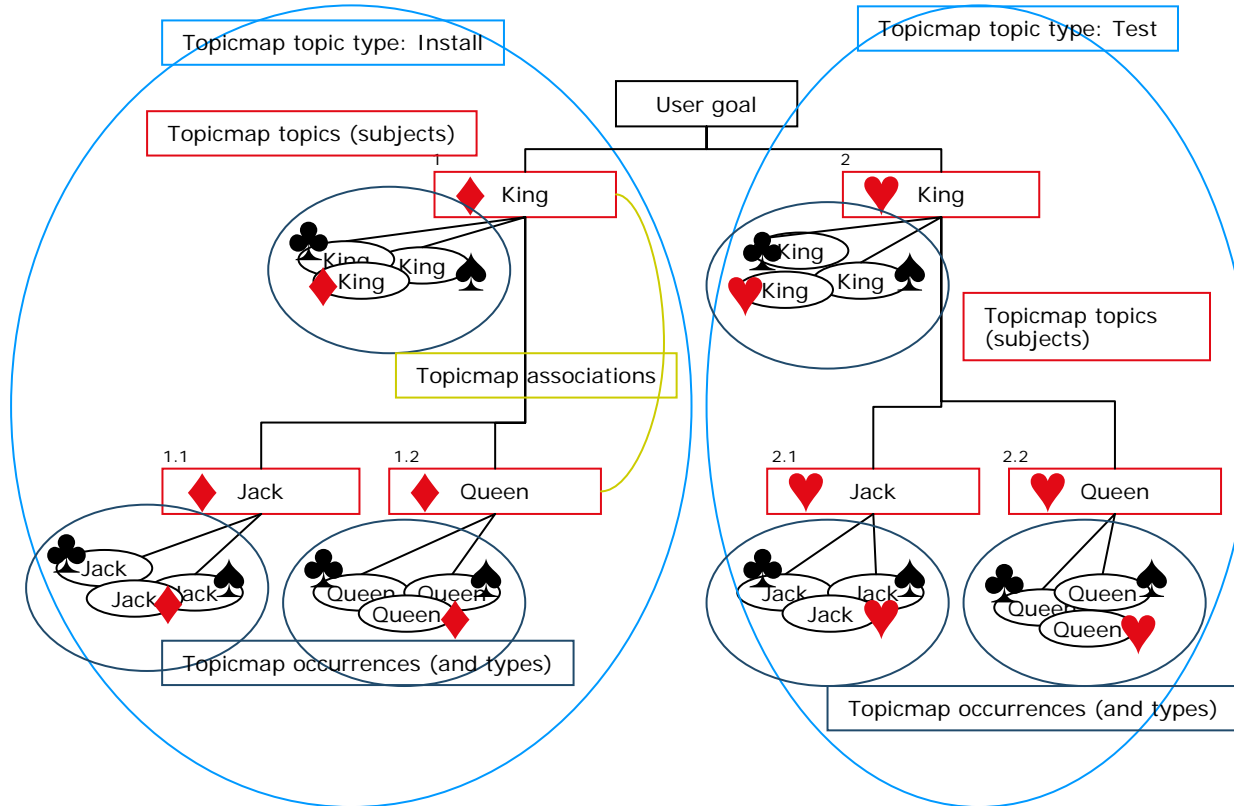 Topicmap topic type: Install
Topicmap topic type: Test
User goal
Topicmap topics (subjects)
1
King
2
King
King
King
King
King
King
King
Topicmap topics
(subjects)
Topicmap associations
1.1
Jack
1.2
Queen
2.1
Jack
2.2
Queen
Jack
Jack
Jack
Queen
Queen
Queen
Jack
Jack
Jack
Queen
Queen
Queen
Topicmap occurrences (and types)
Topicmap occurrences (and types)